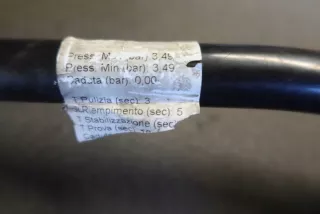 Press. M (bar) 3,49
Press. Min (bar) 3,49
Caduta (bar) 0,00
T Pulizia (sec) 3
T Riempimento (sec) 5
T Stabilizzazione (sec)
T Prova (sec)